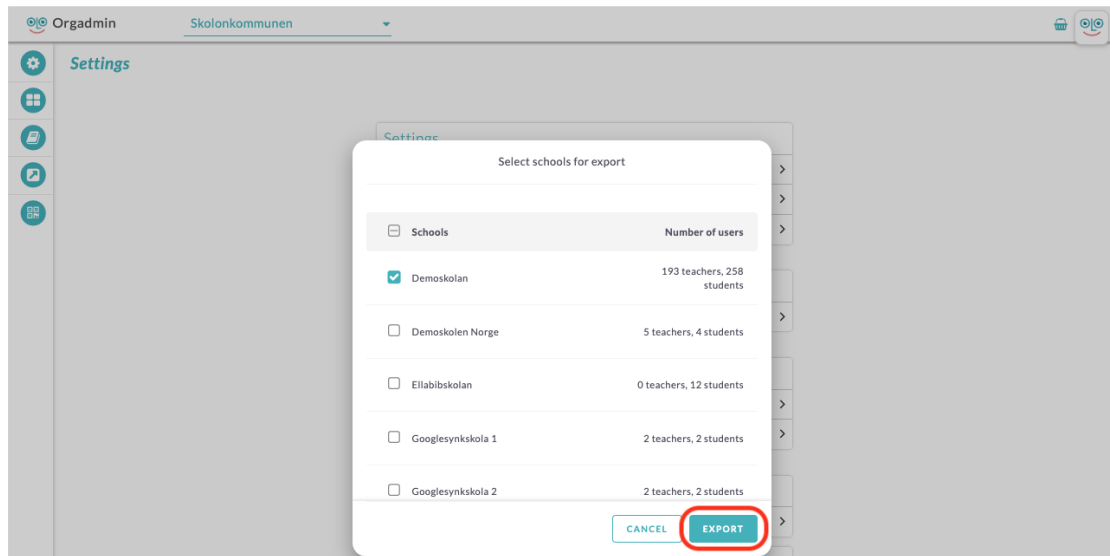 Orgadmin
Skolonkommunen
Settings
Settings
Select schools for export
Schools
Number of users
Demoskolan
193 teachers, 258
students
Demoskolen Norge
5 teachers, 4 students
Ellabibskolan
0 teachers, 12 students
Googlesynkskola 1
2 teachers, 2 students
Googlesynkskola 2
2 teachers, 2 students
CANCEL
EXPORT